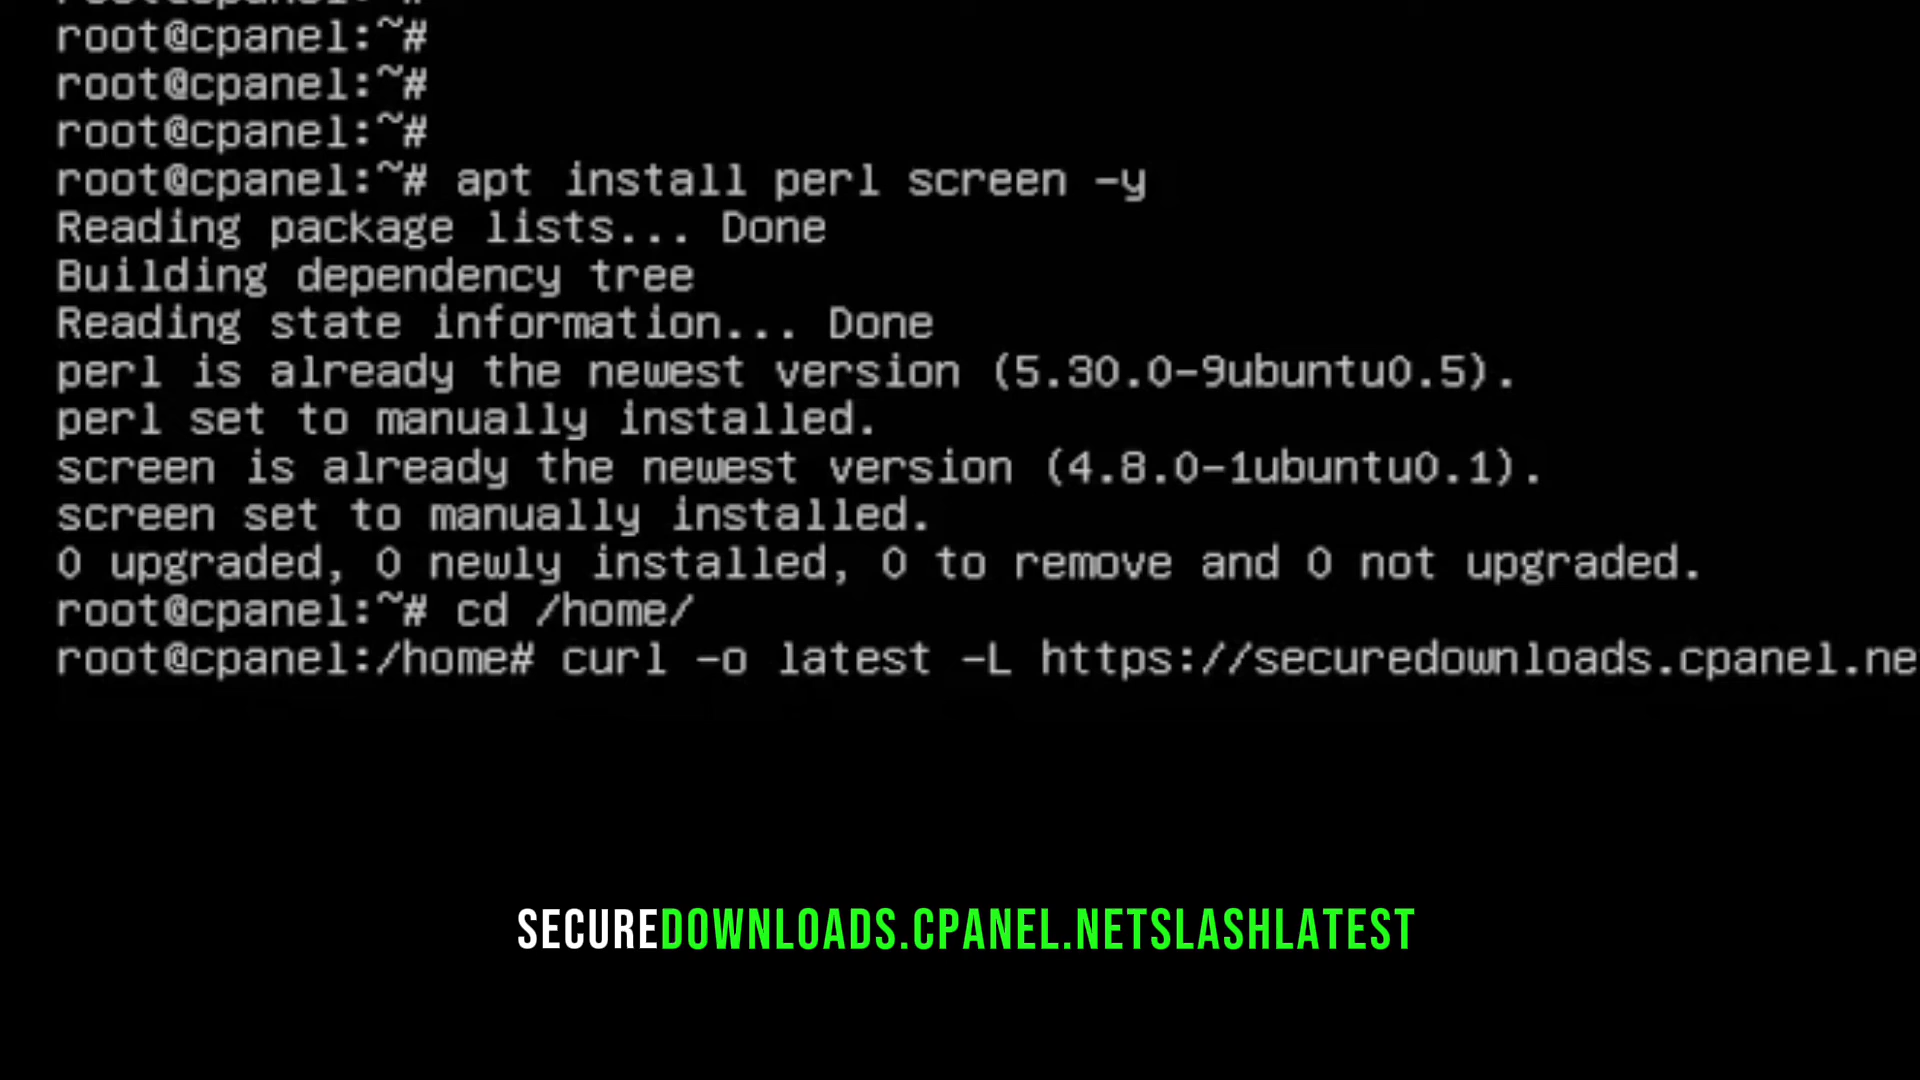 root@cpanel:~#
root@cpanel:~#
root@cpanel:~#
root@cpanel:~# apt install perl screen -y
Reading package lists... Done
Building dependency tree
Reading state information... Done
perl is already the newest version (5.30.0-9ubuntu0.5).
perl set to manually installed.
screen is already the newest version (4.8.0-1ubuntu0.1).
screen set to manually installed.
0 upgraded, 0 newly installed, 0 to remove and 0 not upgraded.
root@cpanel:~# cd /home/
root@cpanel:/home# curl -o latest -L https://securedownloads.cpanel.ne
SECUREDOWNLOADS.CPANEL.NETSLASHLATEST